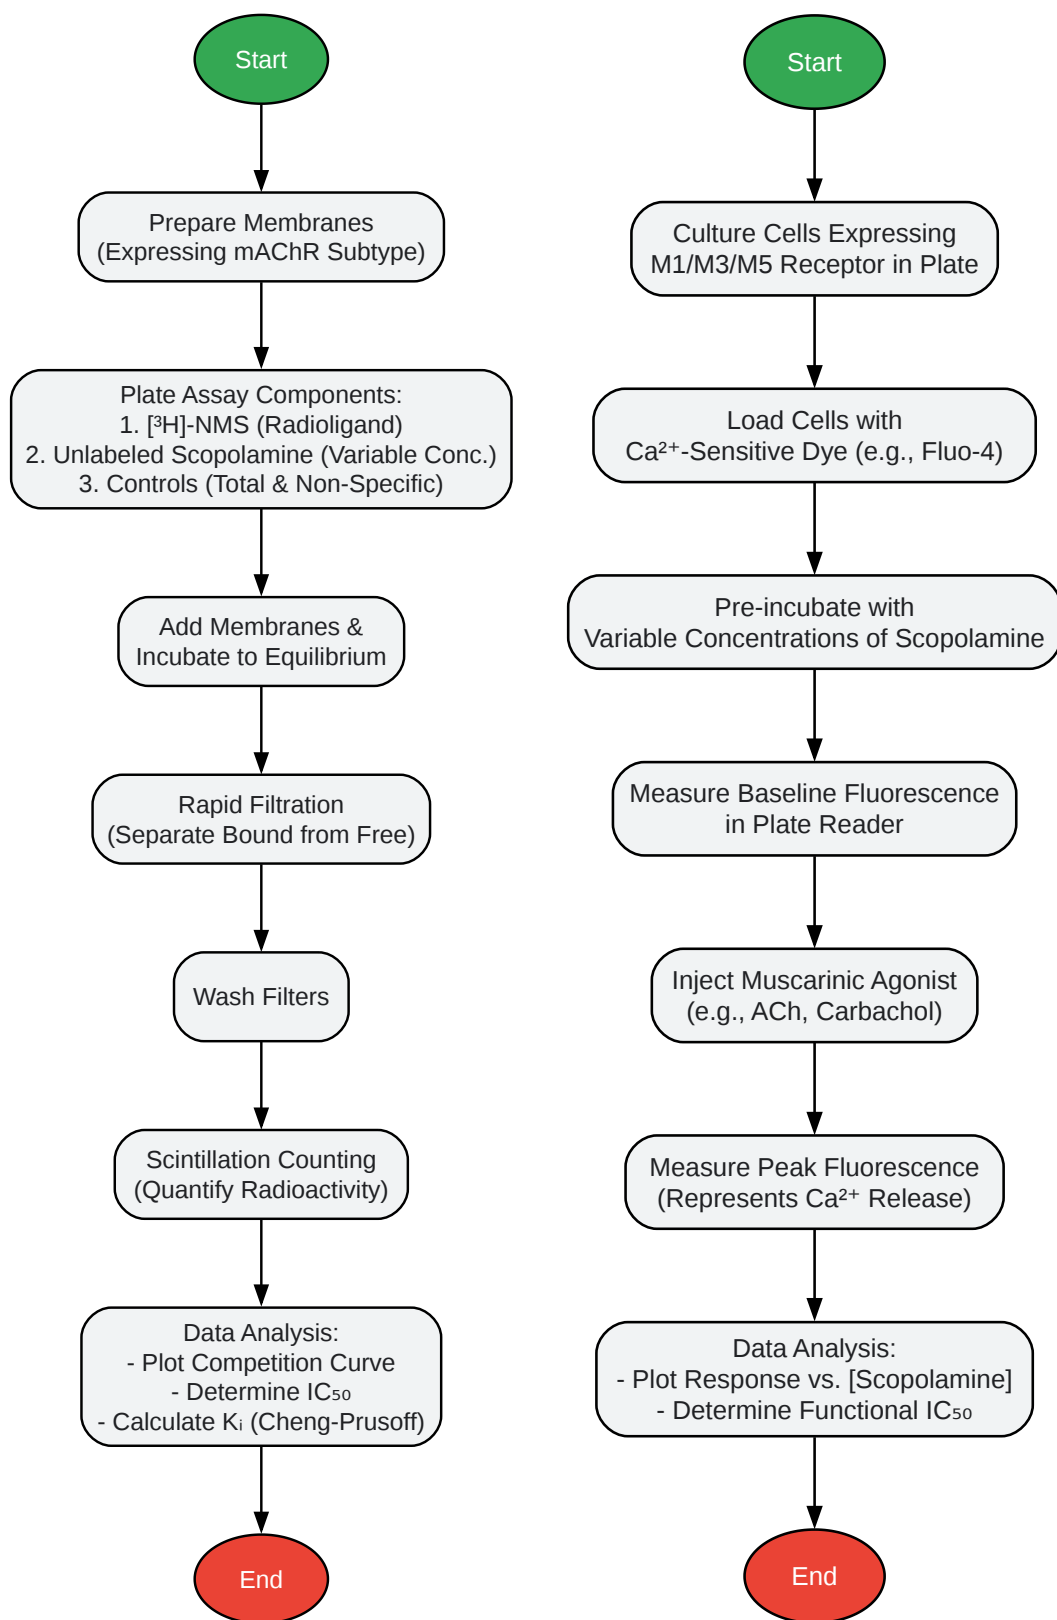 Start
Prepare Membranes
(Expressing mAChR Subtype)
Plate Assay Components:
1. [³H]-NMS (Radioligand)
2. Unlabeled Scopolamine (Variable Conc.)
3. Controls (Total & Non-Specific)
Add Membranes &
Incubate to Equilibrium
Rapid Filtration
(Separate Bound from Free)
Wash Filters
Scintillation Counting
(Quantify Radioactivity)
Data Analysis:
- Plot Competition Curve
- Determine IC₅₀
- Calculate Kᵢ (Cheng-Prusoff)
End
Start
Culture Cells Expressing
M1/M3/M5 Receptor in Plate
Load Cells with
Ca²⁺-Sensitive Dye (e.g., Fluo-4)
Pre-incubate with
Variable Concentrations of Scopolamine
Measure Baseline Fluorescence
in Plate Reader
Inject Muscarinic Agonist
(e.g., ACh, Carbachol)
Measure Peak Fluorescence
(Represents Ca²⁺ Release)
Data Analysis:
- Plot Response vs. [Scopolamine]
- Determine Functional IC₅₀
End